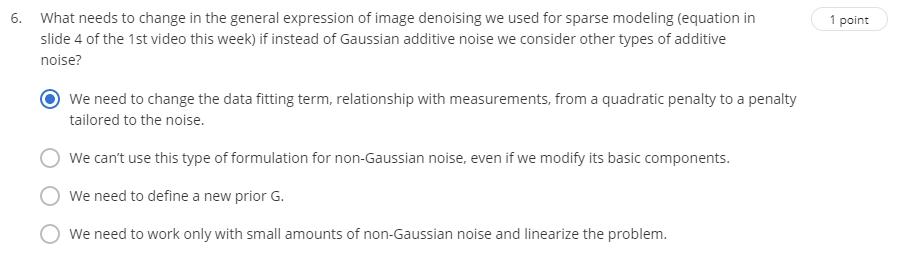 6. What needs to change in the general expression of image denoising we used for sparse modeling (equation in
1 point
slide 4 of the 1st video this week) if instead of Gaussian additive noise we consider other types of additive
noise?
We need to change the data fitting term, relationship with measurements, from a quadratic penalty to a penalty
tailored to the noise.
We can't use this type of formulation for non-Gaussian noise, even if we modify its basic components.
We need to define a new prior G.
We need to work only with small amounts of non-Gaussian noise and linearize the problem.